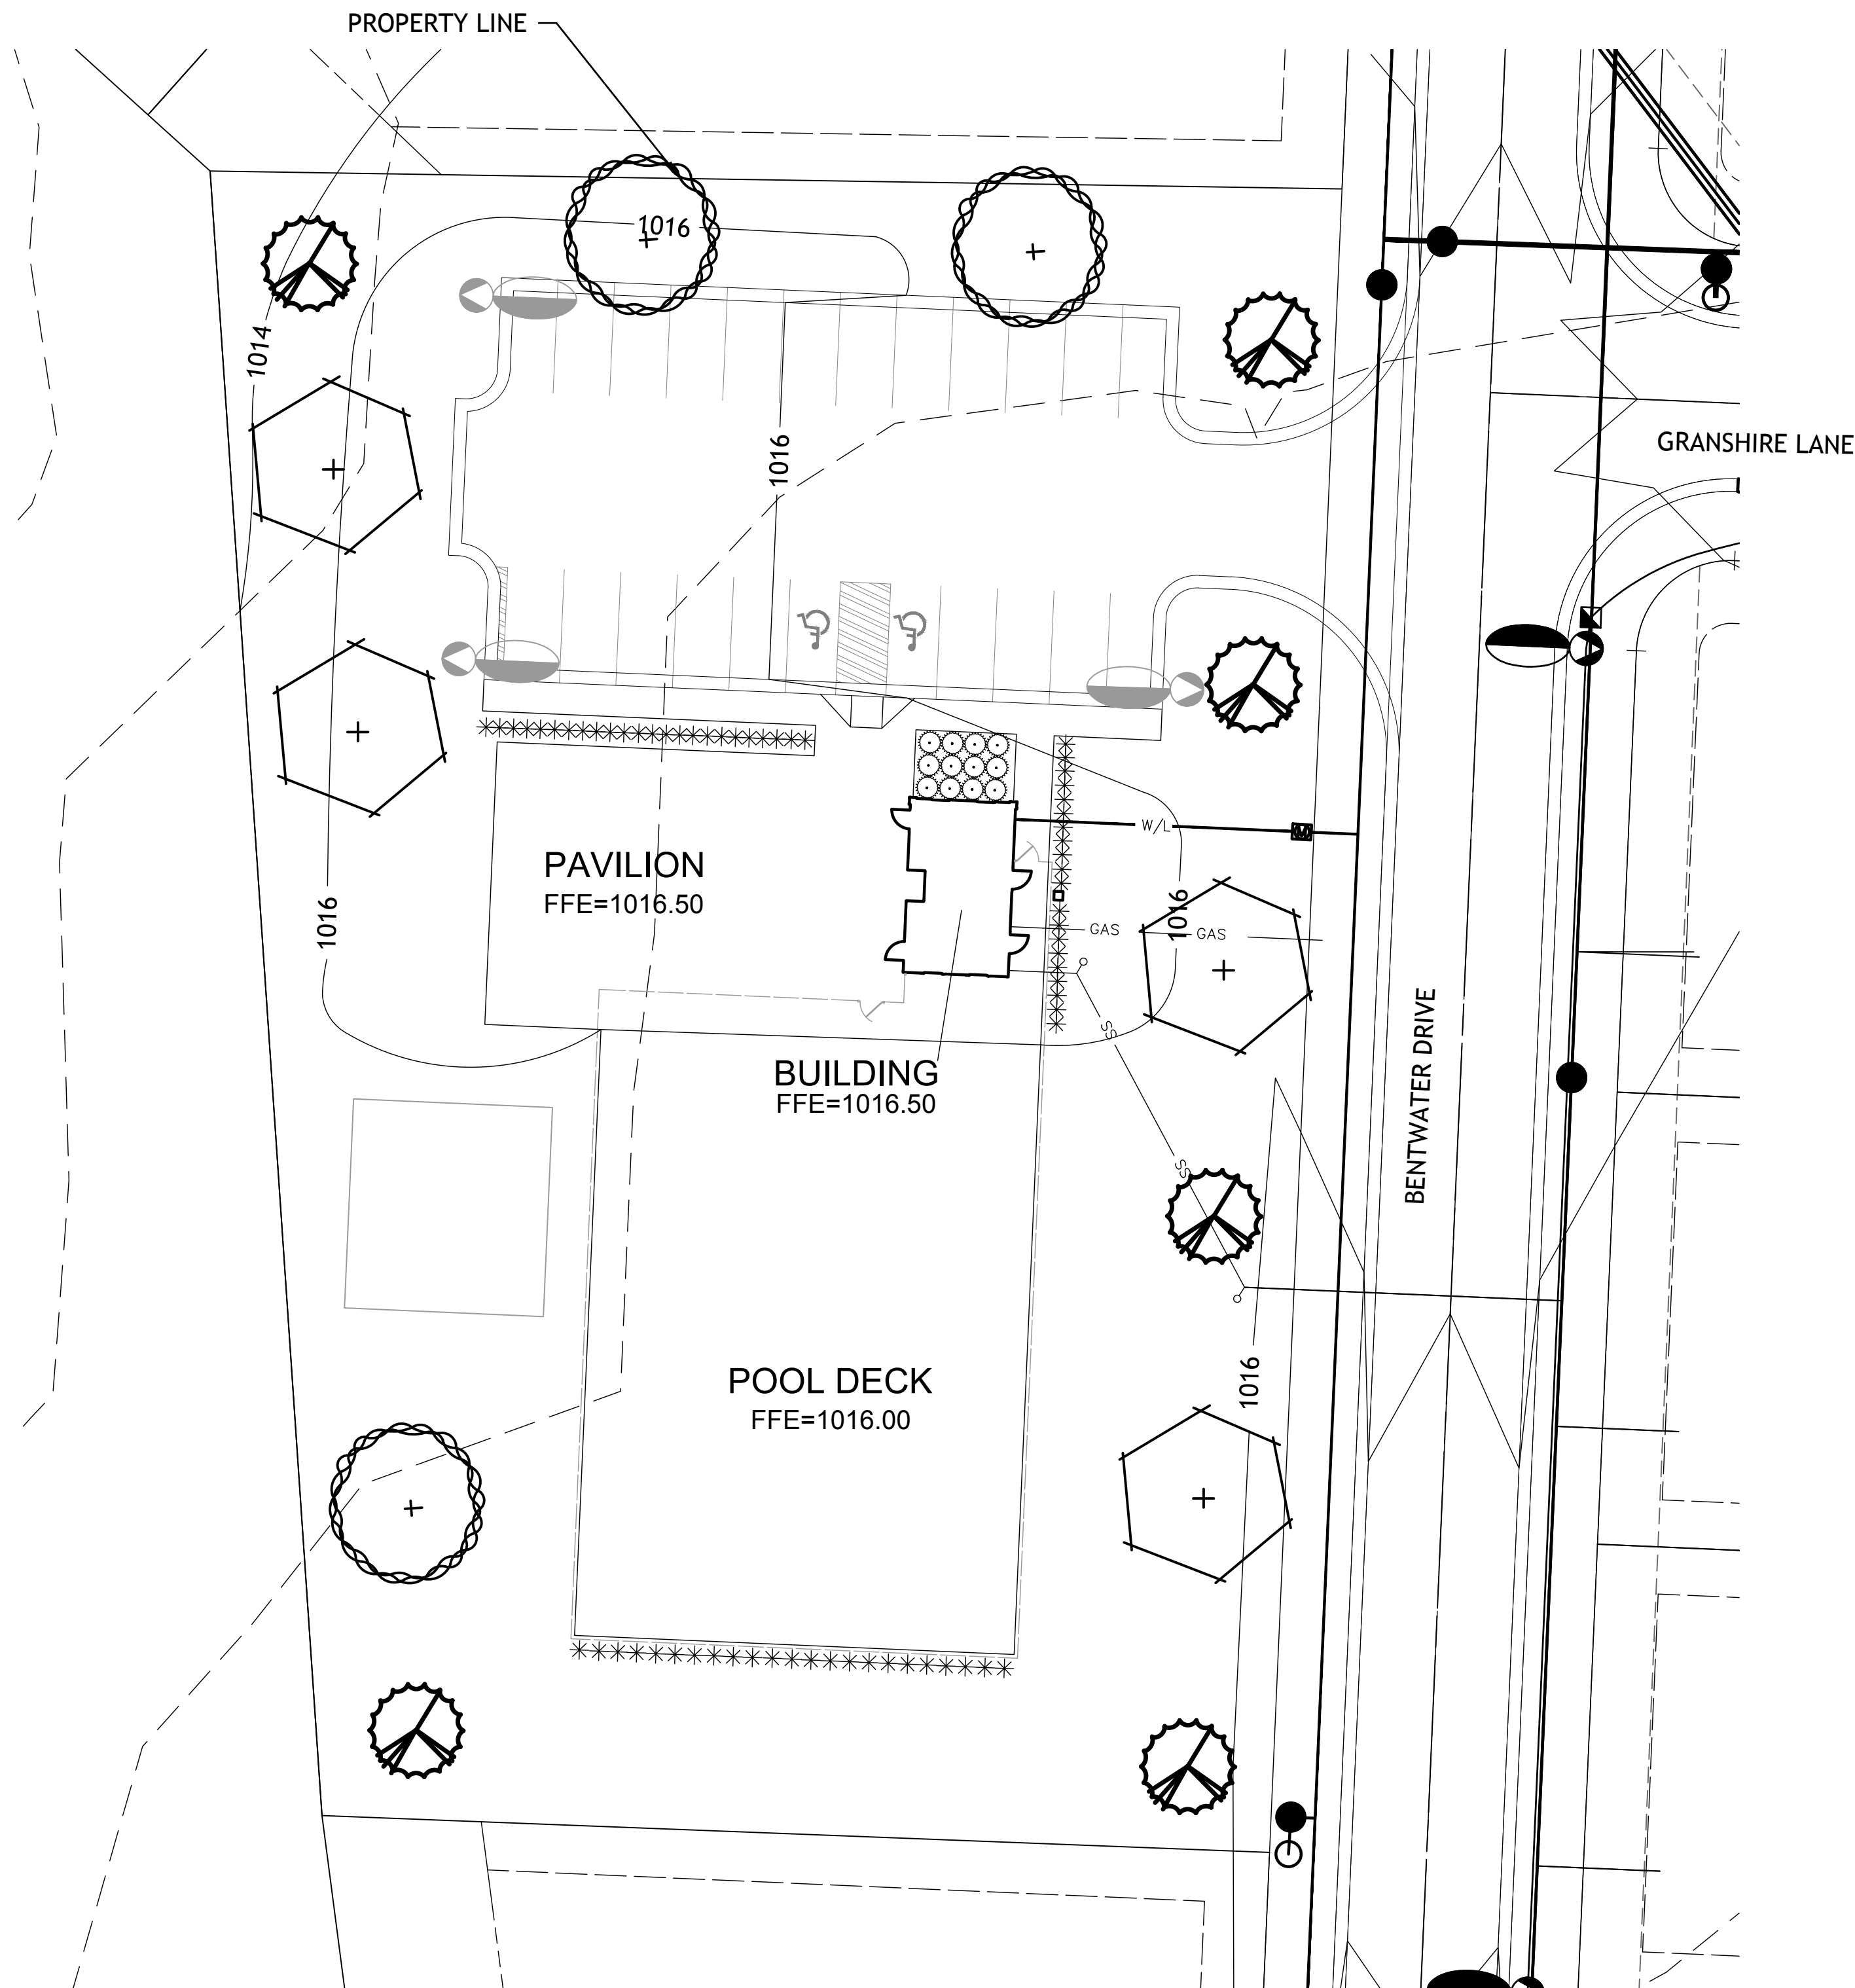 PROPERTY LINE
1016
1014
1016
GRANSHIRE LANE
W/L
M
PAVILION
FFE=1016.50
1016
1016
GAS
GAS
SS
BENTWATER DRIVE
BUILDING
FFE=1016.50
SS
1016
POOL DECK
FFE=1016.00